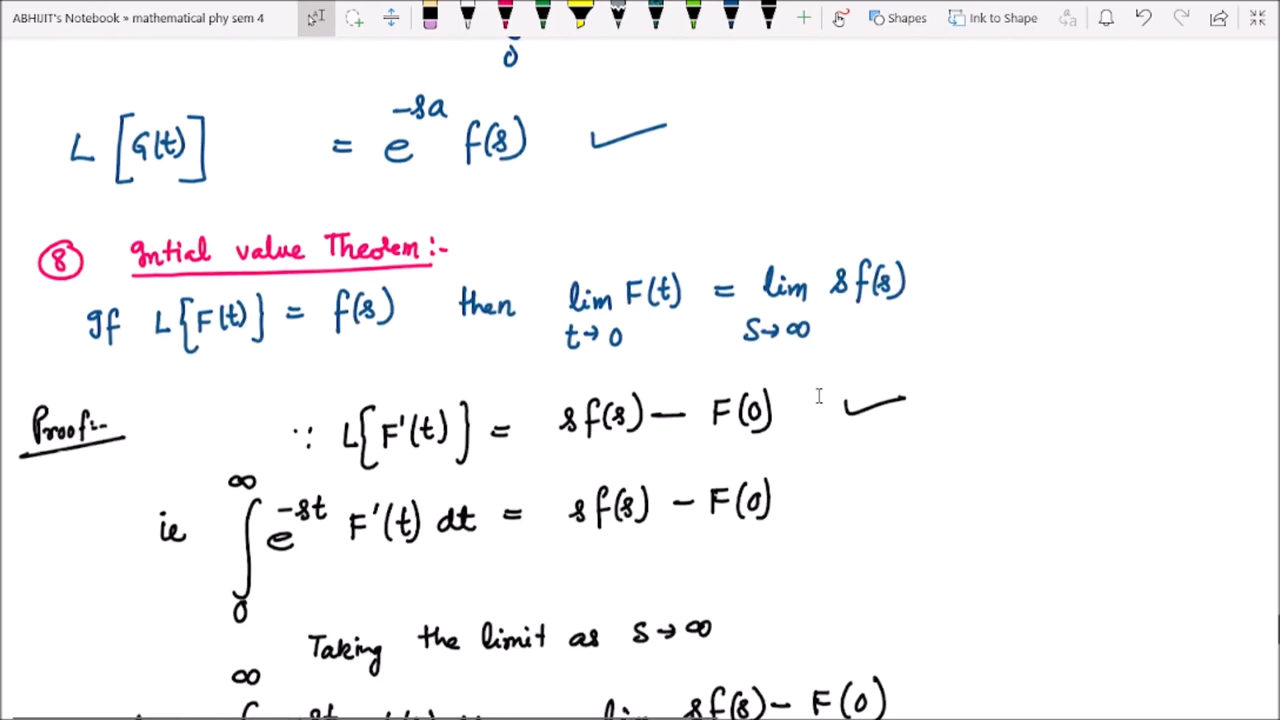 ABHIJIT's Notebook » mathematical phy sem 4
Shapes
Ink to Shape
0
L [G(t)] = e^{-sa} f(s) ✓
⑧ Intial value Theorem :-
If L{F(t)} = f(s) then lim_{t→0} F(t) = lim_{s→∞} s f(s)
Proof:- ∵ L{F'(t)} = s f(s) − F(0) ✓
ie ∫_0^∞ e^{-st} F'(t) dt = s f(s) − F(0)
Taking the limit as s→∞